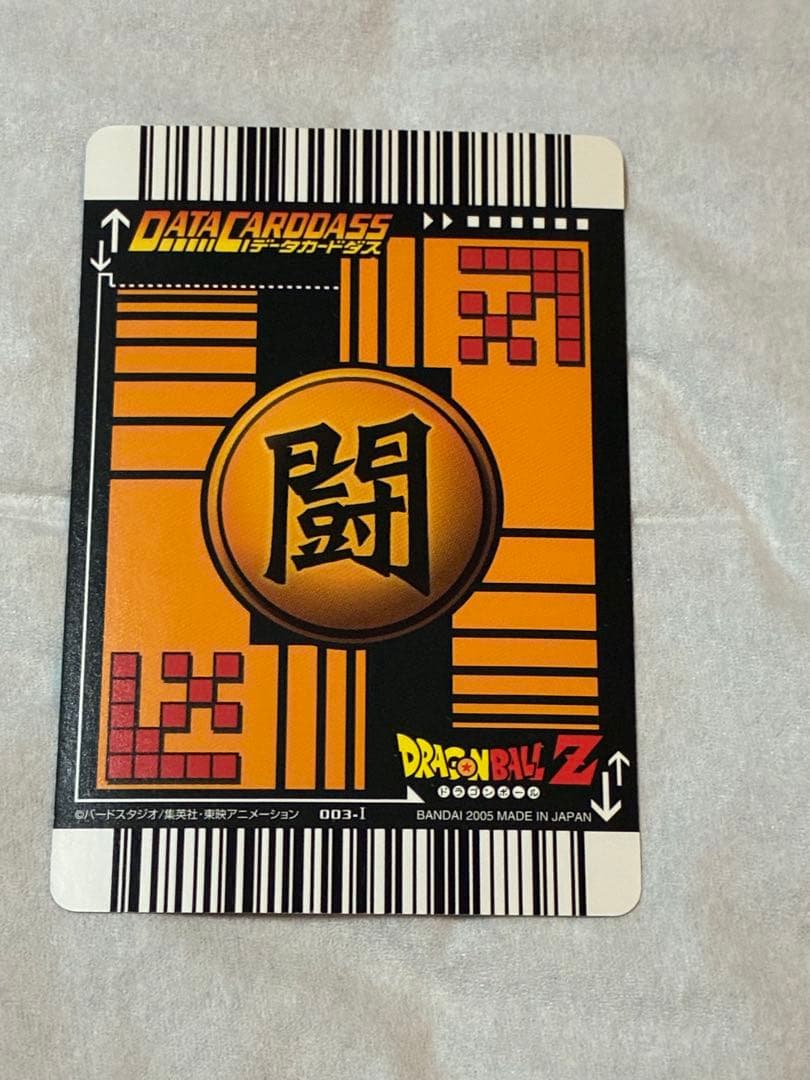 DATA CARDDASS
データカードダス
闘
DRAGONBALL Z
ドラゴンボール
©バードスタジオ/集英社・東映アニメーション 003-I BANDAI 2005 MADE IN JAPAN